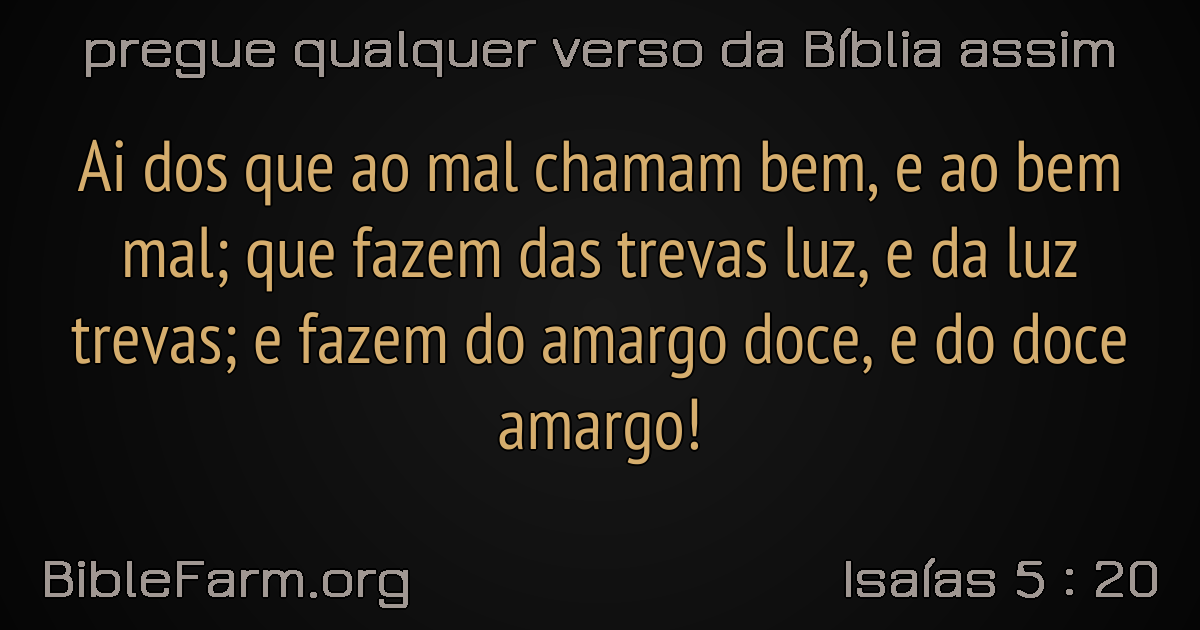 pregue qualquer verso da Bíblia assim
Ai dos que ao mal chamam bem, e ao bem
mal; que fazem das trevas luz, e da luz
trevas; e fazem do amargo doce, e do doce
amargo!
BibleFarm.org
Isaías 5 : 20